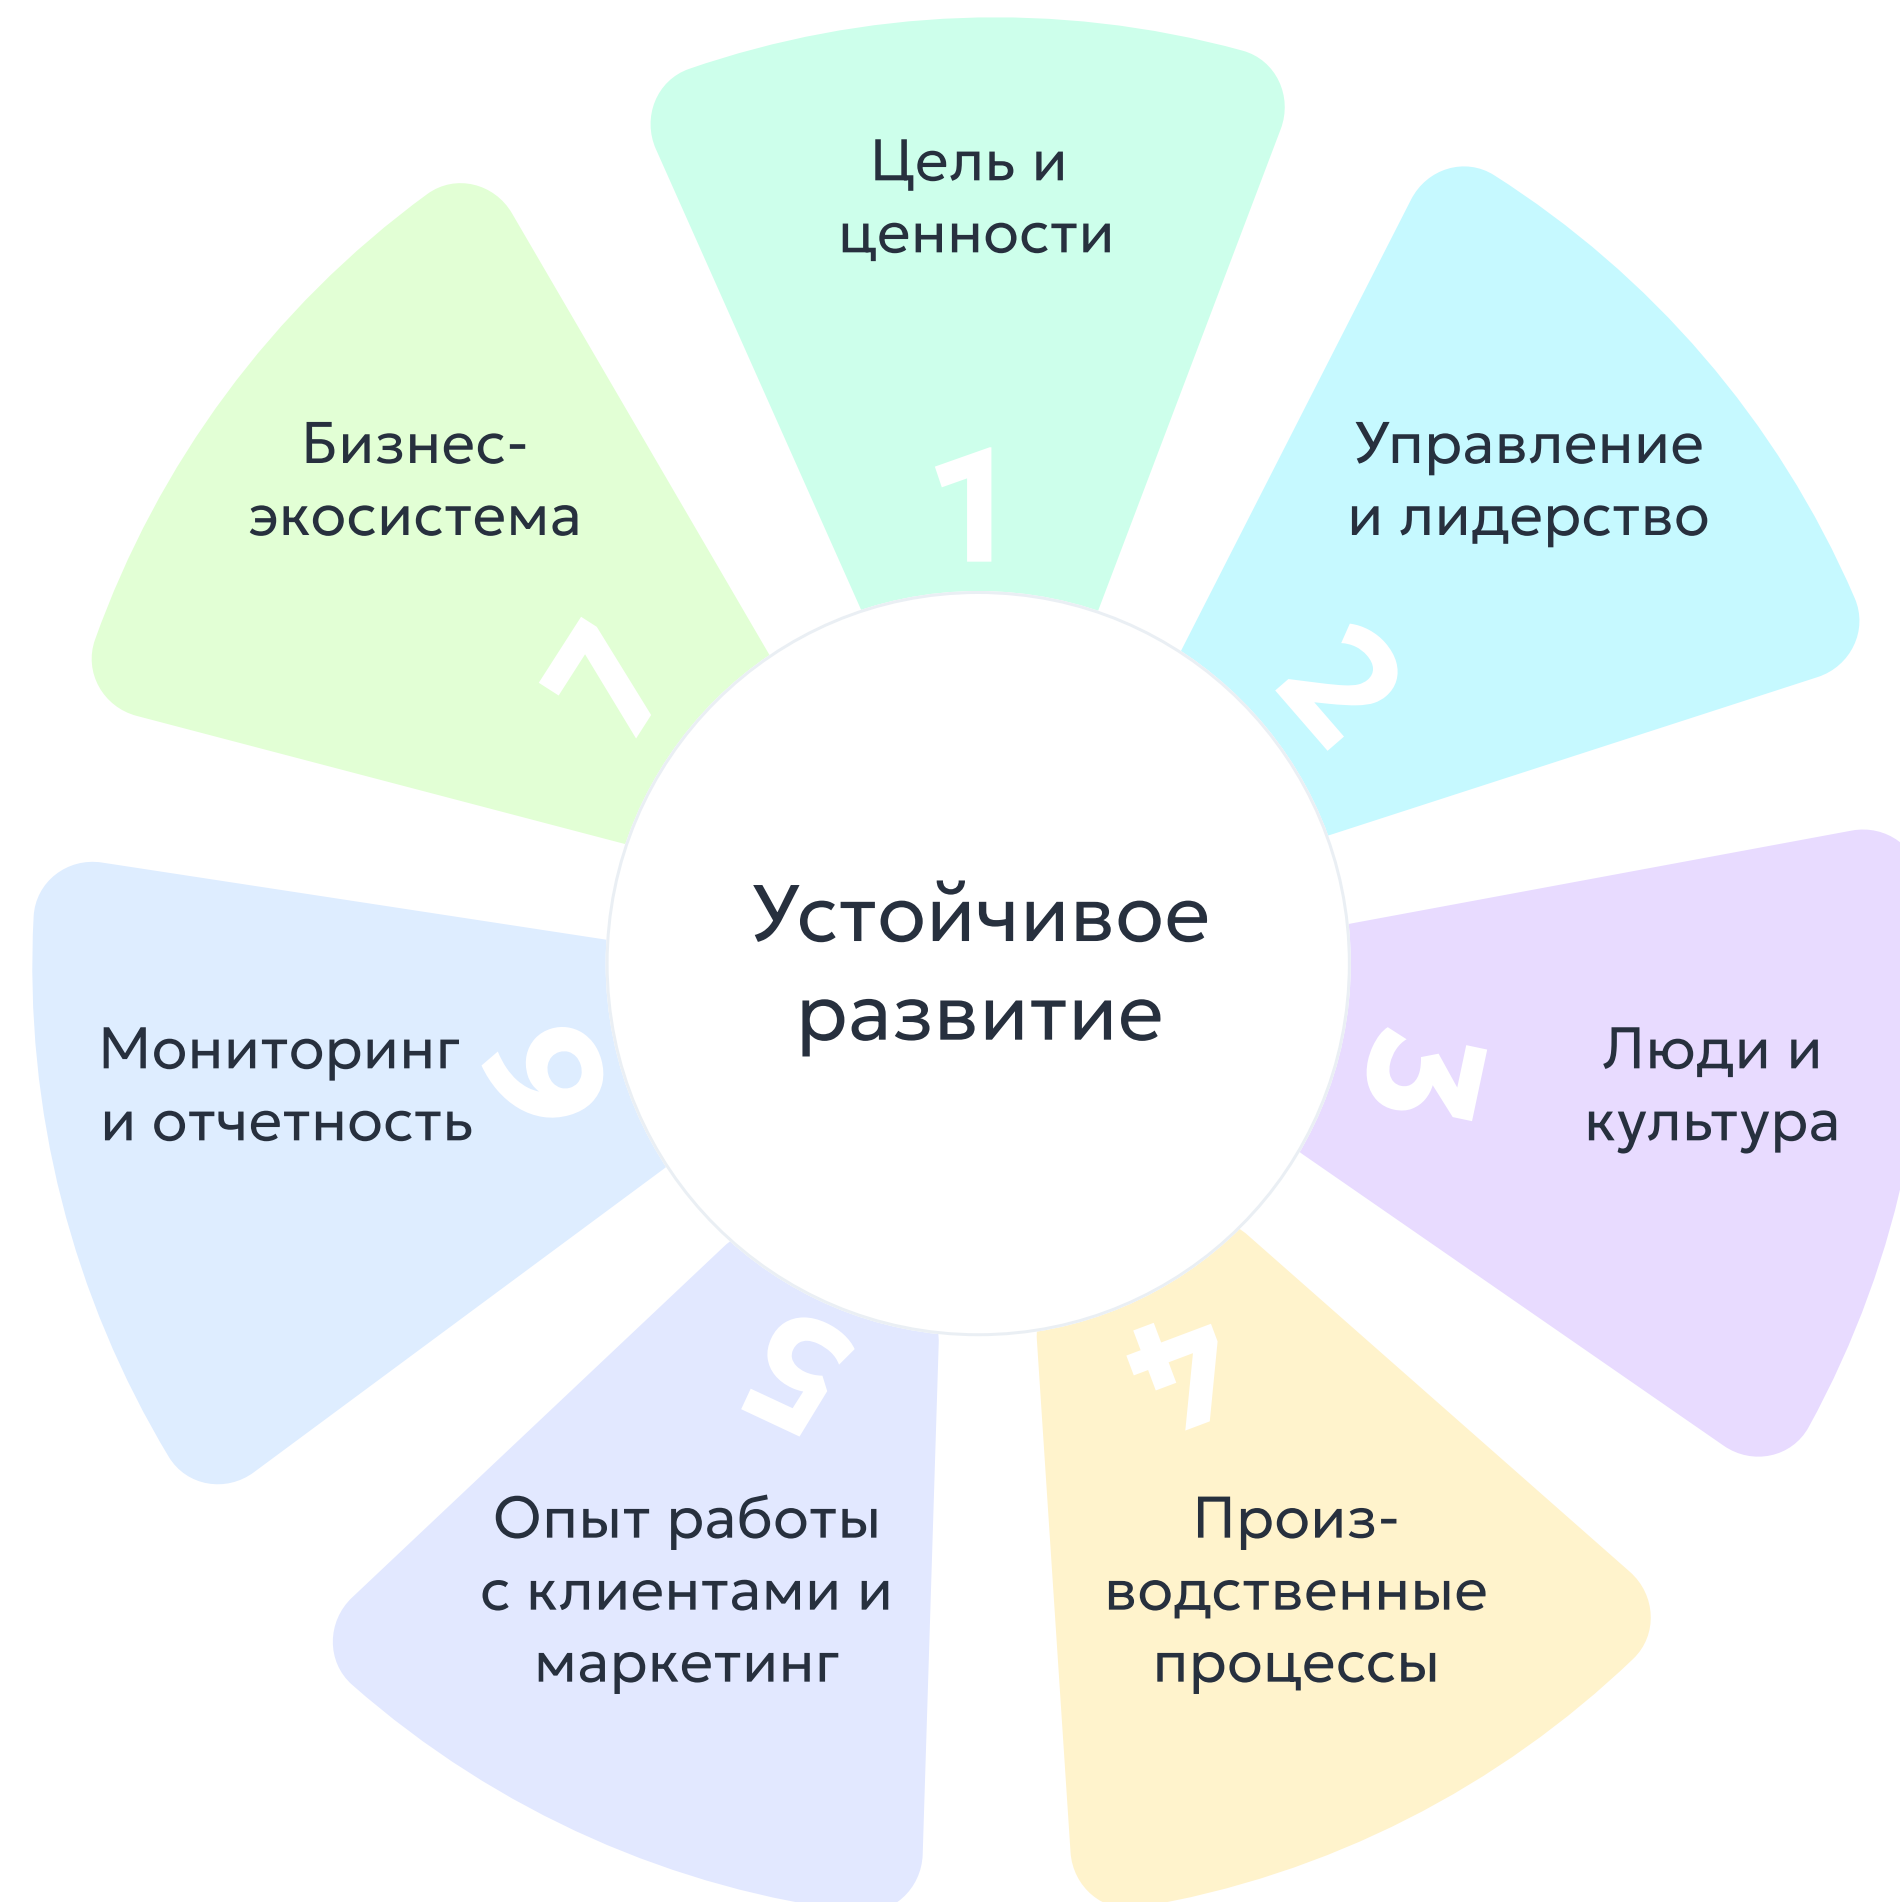 Цель и
ценности
1
Управление
и лидерство
2
Люди и
культура
3
Произ-
водственные
процессы
4
Опыт работы
с клиентами и
маркетинг
5
Мониторинг
и отчетность
6
Бизнес-
экосистема
7
Устойчивое
развитие